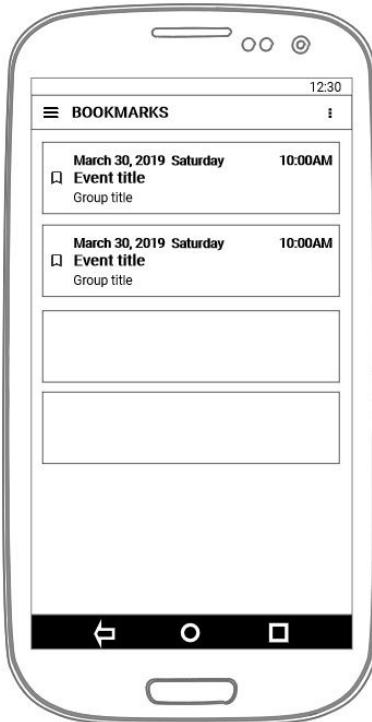 12:30
BOOKMARKS
March 30, 2019 Saturday 10:00AM
Event title
Group title
March 30, 2019 Saturday 10:00AM
Event title
Group title